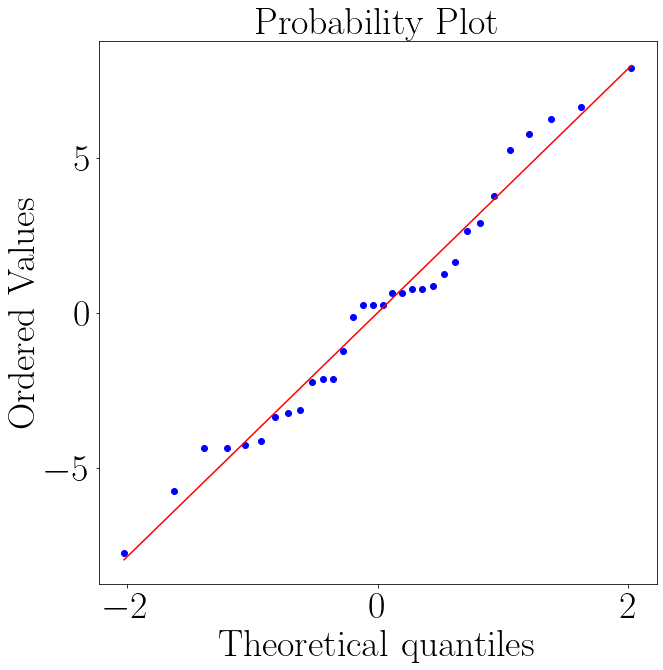 Probability Plot
Ordered Values
5
0
−5
−2 0 2
Theoretical quantiles